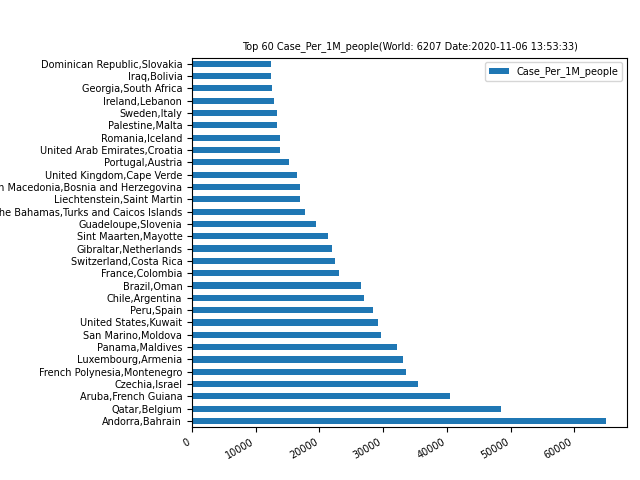 Top 60 Case_Per_1M_people(World: 6207 Date:2020-11-06 13:53:33)
Case_Per_1M_people
Dominican Republic,Slovakia
Iraq,Bolivia
Georgia,South Africa
Ireland,Lebanon
Sweden,Italy
Palestine,Malta
Romania,Iceland
United Arab Emirates,Croatia
Portugal,Austria
United Kingdom,Cape Verde
Macedonia,Bosnia and Herzegovina
Liechtenstein,Saint Martin
he Bahamas,Turks and Caicos Islands
Guadeloupe,Slovenia
Sint Maarten,Mayotte
Gibraltar,Netherlands
Switzerland,Costa Rica
France,Colombia
Brazil,Oman
Chile,Argentina
Peru,Spain
United States,Kuwait
San Marino,Moldova
Panama,Maldives
Luxembourg,Armenia
French Polynesia,Montenegro
Czechia,Israel
Aruba,French Guiana
Qatar,Belgium
Andorra,Bahrain
0 10000 20000 30000 40000 50000 60000